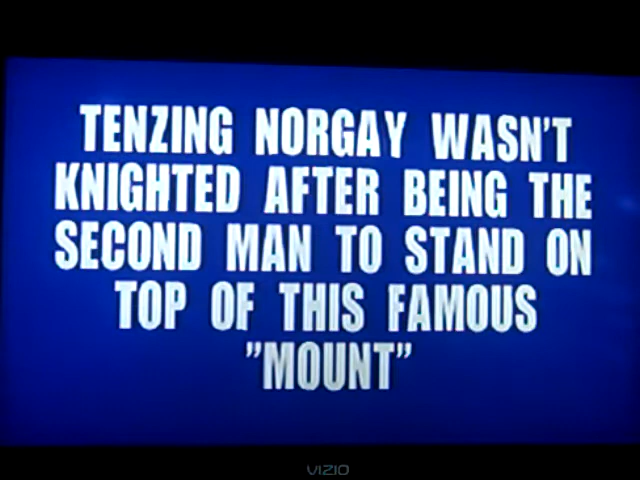 TENZING NORGAY WASN'T
KNIGHTED AFTER BEING THE
SECOND MAN TO STAND ON
TOP OF THIS FAMOUS
"MOUNT"
VIZIO